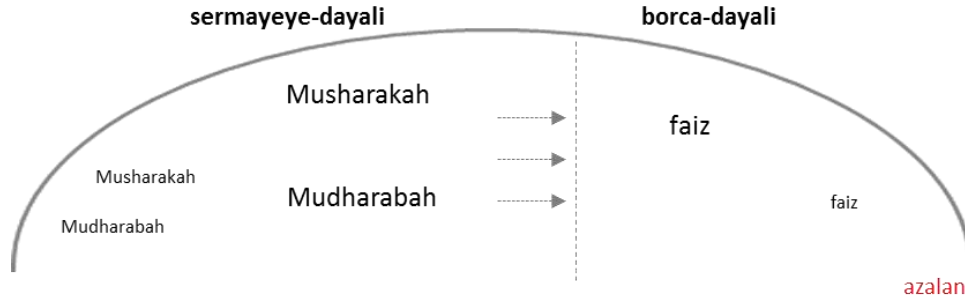 sermayeye-dayali
borca-dayali
Musharakah
faiz
Musharakah
Mudharabah
faiz
Mudharabah
azalan